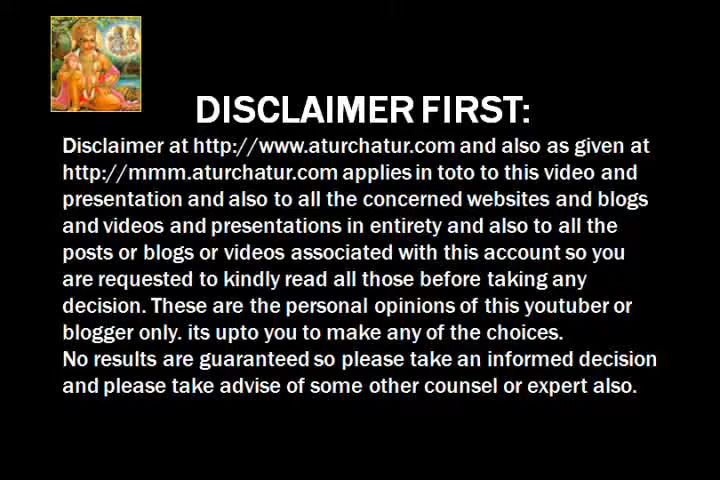 DISCLAIMER FIRST:
Disclaimer at http://www.aturchatur.com and also as given at
http://mmm.aturchatur.com applies in toto to this video and
presentation and also to all the concerned websites and blogs
and videos and presentations in entirety and also to all the
posts or blogs or videos associated with this account so you
are requested to kindly read all those before taking any
decision. These are the personal opinions of this youtuber or
blogger only. its upto you to make any of the choices.
No results are guaranteed so please take an informed decision
and please take advise of some other counsel or expert also.